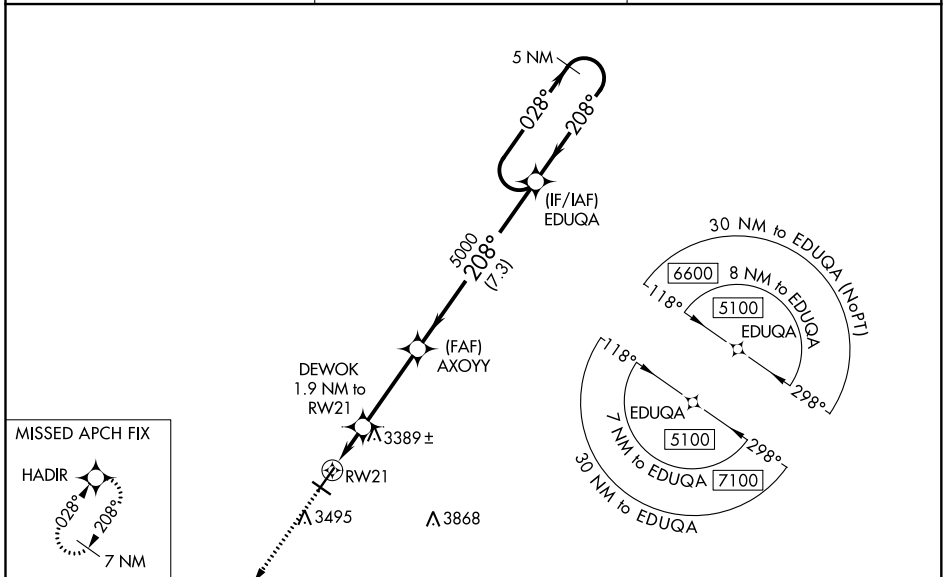 5 NM
028°
208°
(IF/IAF)
EDUQA
5000
208°
(7.3)
(FAF)
AXOYY
DEWOK
1.9 NM to
RW21
3389 ±
RW21
3495
3868
30 NM to EDUQA (NoPT)
6600
8 NM to EDUQA
5100
118°
EDUQA
298°
118°
EDUQA
5100
298°
7 NM to EDUQA
7100
30 NM to EDUQA
MISSED APCH FIX
HADIR
028°
208°
7 NM